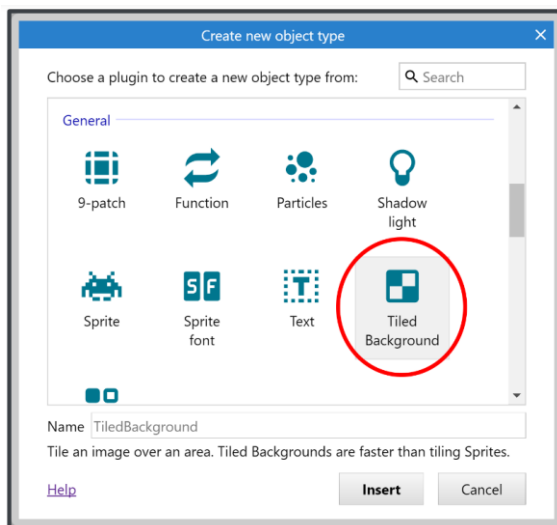 Create new object type
Choose a plugin to create a new object type from:
Search
General
9-patch
Function
Particles
Shadow
light
Sprite
Sprite
font
Text
Tiled
Background
Name TiledBackground
Tile an image over an area. Tiled Backgrounds are faster than tiling Sprites.
Help
Insert
Cancel